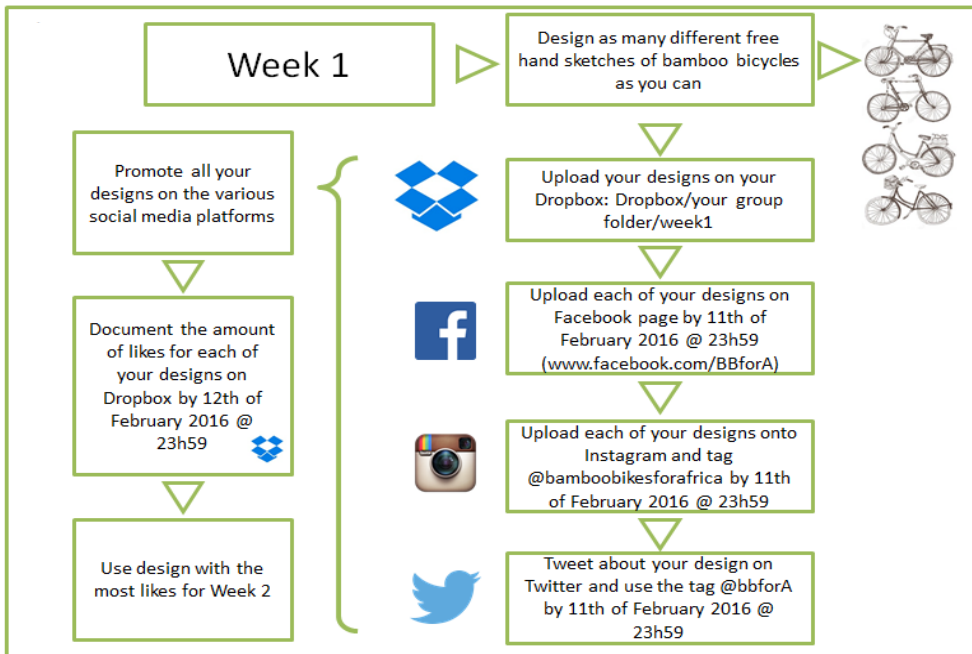 Week 1
Design as many different free
hand sketches of bamboo bicycles
as you can
Upload your designs on your
Dropbox: Dropbox/your group
folder/week1
Upload each of your designs on
Facebook page by 11th of
February 2016 @ 23h59
(www.facebook.com/BBforA)
Upload each of your designs onto
Instagram and tag
@bamboobikesforafrica by 11th
of February 2016 @ 23h59
Tweet about your design on
Twitter and use the tag @bbforA
by 11th of February 2016 @
23h59
Promote all your
designs on the various
social media platforms
Document the amount
of likes for each of
your designs on
Dropbox by 12th of
February 2016 @
23h59
Use design with the
most likes for Week 2